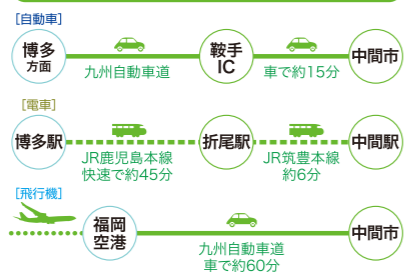 [自動車]
博多
方面
九州自動車道
鞍手
IC
車で約15分
中間市
[電車]
博多駅
JR鹿児島本線
快速で約45分
折尾駅
JR筑豊本線
約6分
中間駅
[飛行機]
福岡
空港
九州自動車道
車で約60分
中間市